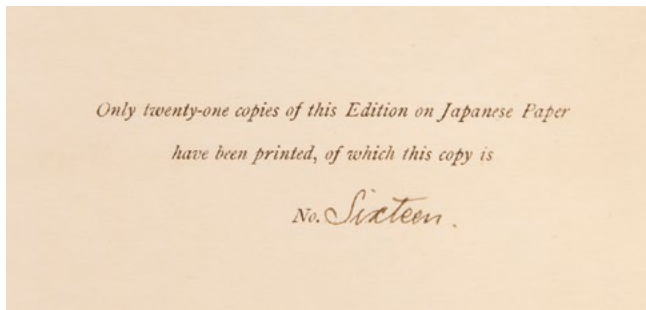 Only twenty-one copies of this Edition on Japanese Paper
have been printed, of which this copy is
No. Sixteen.